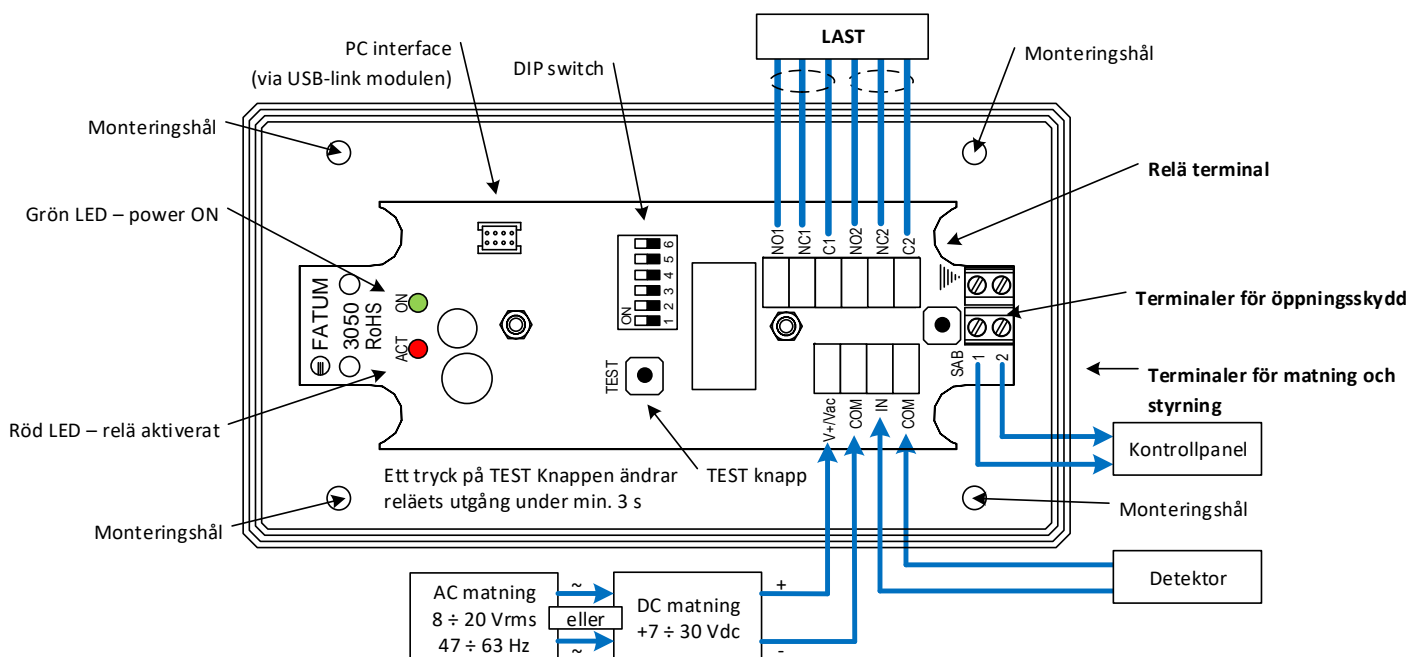 PC interface
(via USB-link modulen)
DIP switch
LAST
Monteringshål
Monteringshål
Relä terminal
Grön LED – power ON
NO1
NC1
C1
NO2
NC2
C2
FATUM
3050
RoHS
ON
ACT
ON
1 2 3 4 5 6
TEST
Terminaler för öppningsskydd
SAB
1
2
Terminaler för matning och
styrning
Röd LED – relä aktiverat
V+/Vac
COM
IN
COM
Kontrollpanel
Ett tryck på TEST Knappen ändrar
reläets utgång under min. 3 s
TEST knapp
Monteringshål
Monteringshål
AC matning
8 ÷ 20 Vrms
47 ÷ 63 Hz
~
eller
~
DC matning
+7 ÷ 30 Vdc
+
-
Detektor